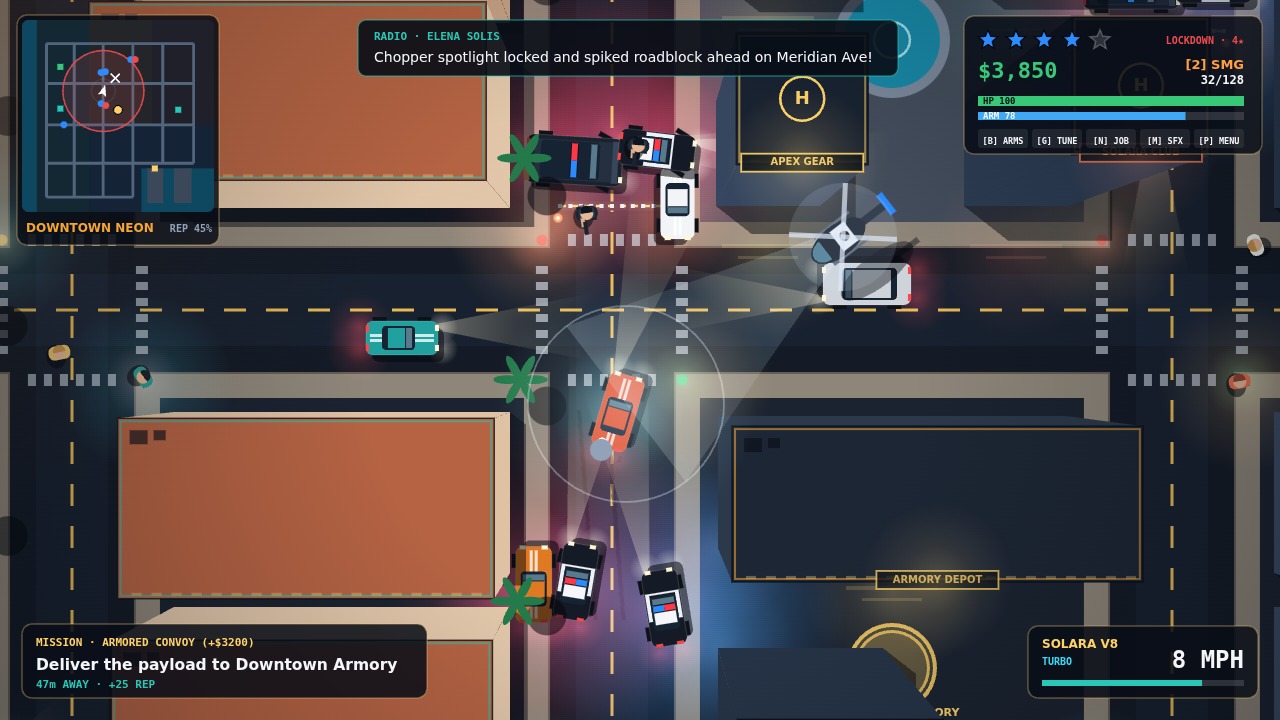 RADIO · ELENA SOLIS
Chopper spotlight locked and spiked roadblock ahead on Meridian Ave!
LOCKDOWN · 4★
$3,850
[2] SMG
32/128
HP 100
ARM 78
[B] ARMS
[G] TUNE
[N] JOB
[M] SFX
[P] MENU
H
H
APEX GEAR
DOWNTOWN NEON
REP 45%
ARMORY DEPOT
MISSION · ARMORED CONVOY (+$3200)
Deliver the payload to Downtown Armory
47m AWAY · +25 REP
SOLARA V8
TURBO
8 MPH
ORY